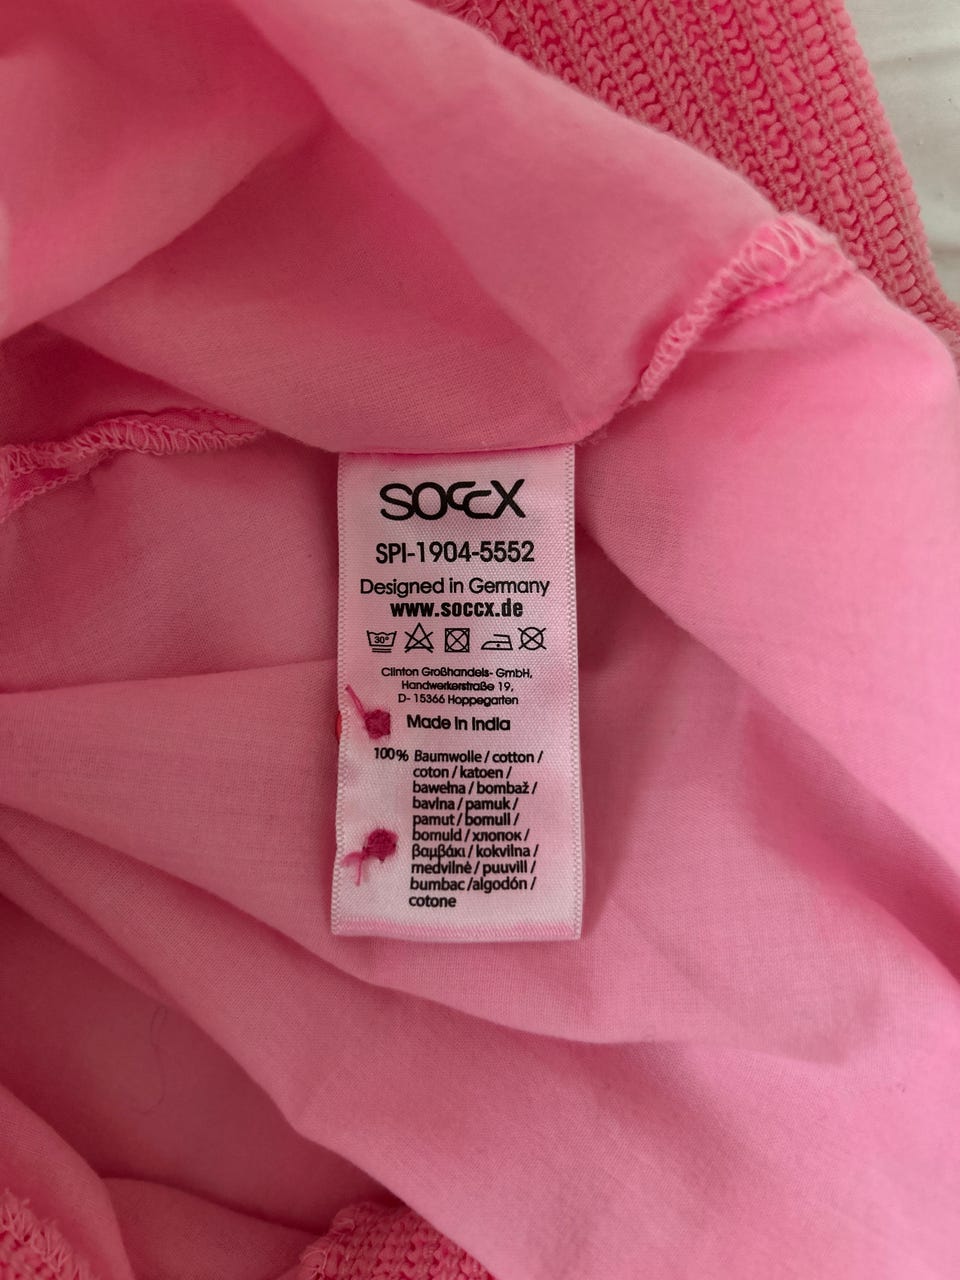 SOCCX
SPI-1904-5552
Designed in Germany
www.soccx.de
30°
Clinton Großhandels- GmbH,
Handwerkerstraße 19,
D- 15366 Hoppegarten
Made in India
100% Baumwolle / cotton /
coton / katoen /
bawełna / bombaž /
bavlna / pamuk /
pamut / bomull /
bomuld / хлопок /
βαμβάκι / kokvilna /
medvilnė / puuvill /
bumbac /algodón /
cotone